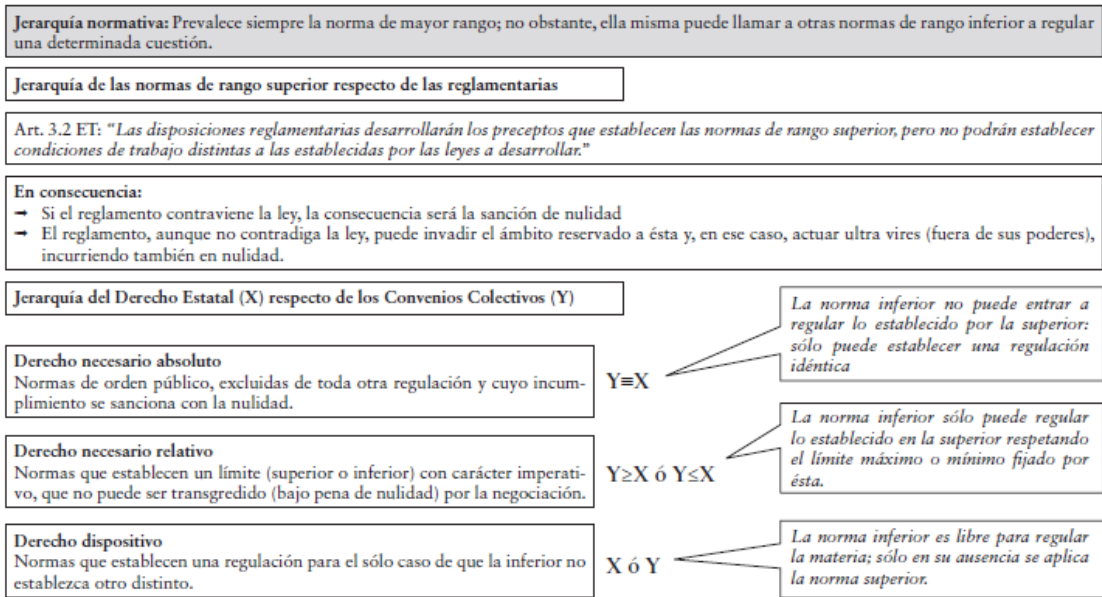 Jerarquía normativa: Prevalece siempre la norma de mayor rango; no obstante, ella misma puede llamar a otras normas de rango inferior a regular
una determinada cuestión.
Jerarquía de las normas de rango superior respecto de las reglamentarias
Art. 3.2 ET: “Las disposiciones reglamentarias desarrollarán los preceptos que establecen las normas de rango superior, pero no podrán establecer
condiciones de trabajo distintas a las establecidas por las leyes a desarrollar.”
En consecuencia:
→ Si el reglamento contraviene la ley, la consecuencia será la sanción de nulidad
→ El reglamento, aunque no contradiga la ley, puede invadir el ámbito reservado a ésta y, en ese caso, actuar ultra vires (fuera de sus poderes),
incurriendo también en nulidad.
Jerarquía del Derecho Estatal (X) respecto de los Convenios Colectivos (Y)
Derecho necesario absoluto
Normas de orden público, excluidas de toda otra regulación y cuyo incum-
plimiento se sanciona con la nulidad.
Y≡X
La norma inferior no puede entrar a
regular lo establecido por la superior:
sólo puede establecer una regulación
idéntica
Derecho necesario relativo
Normas que establecen un límite (superior o inferior) con carácter imperati-
vo, que no puede ser transgredido (bajo pena de nulidad) por la negociación.
Y≥X ó Y≤X
La norma inferior sólo puede regular
lo establecido en la superior respetando
el límite máximo o mínimo fijado por
ésta.
Derecho dispositivo
Normas que establecen una regulación para el sólo caso de que la inferior no
establezca otro distinto.
X ó Y
La norma inferior es libre para regular
la materia; sólo en su ausencia se aplica
la norma superior.